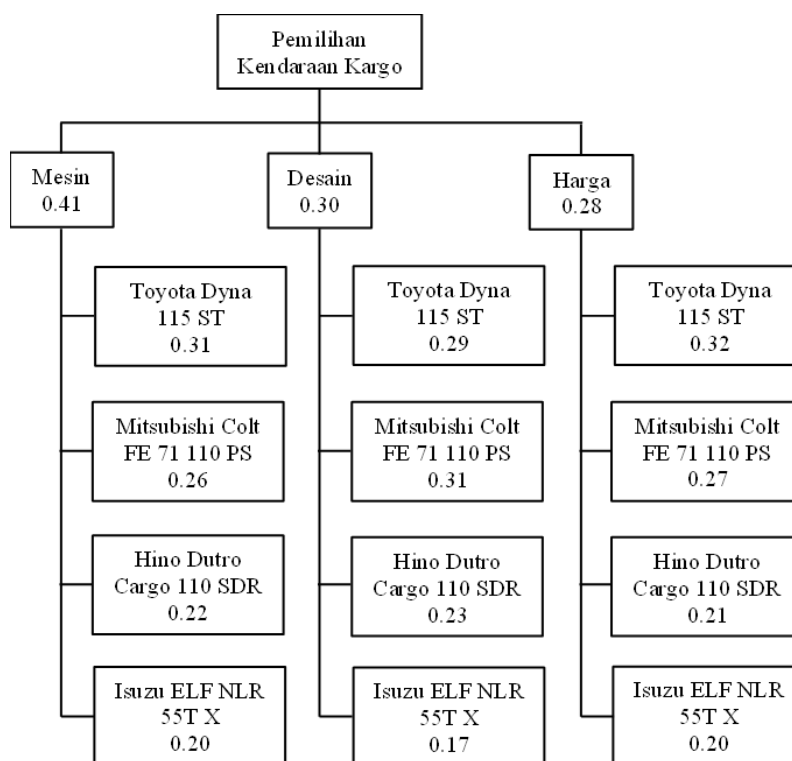 Pemilihan
Kendaraan Kargo
Mesin
0.41
Desain
0.30
Harga
0.28
Toyota Dyna
115 ST
0.31
Toyota Dyna
115 ST
0.29
Toyota Dyna
115 ST
0.32
Mitsubishi Colt
FE 71 110 PS
0.26
Mitsubishi Colt
FE 71 110 PS
0.31
Mitsubishi Colt
FE 71 110 PS
0.27
Hino Dutro
Cargo 110 SDR
0.22
Hino Dutro
Cargo 110 SDR
0.23
Hino Dutro
Cargo 110 SDR
0.21
Isuzu ELF NLR
55T X
0.20
Isuzu ELF NLR
55T X
0.17
Isuzu ELF NLR
55T X
0.20